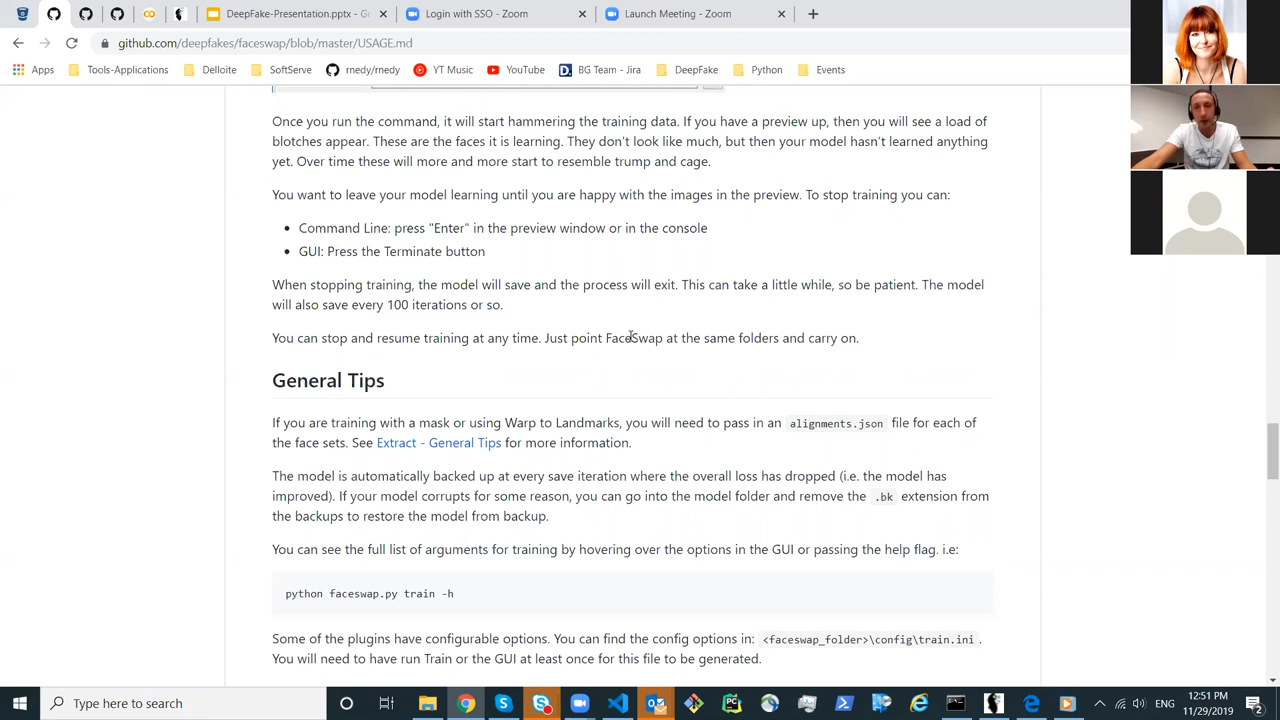 DeepFake-Presentation.pptx - Go
Login with SSO - Zoom
Launch Meeting - Zoom
github.com/deepfakes/faceswap/blob/master/USAGE.md
Apps
Tools-Applications
Delloite
SoftServe
rnedy/rnedy
YT Music
YouTube
BG Team - Jira
DeepFake
Python
Events
Once you run the command, it will start hammering the training data. If you have a preview up, then you will see a load of
blotches appear. These are the faces it is learning. They don't look like much, but then your model hasn't learned anything
yet. Over time these will more and more start to resemble trump and cage.
You want to leave your model learning until you are happy with the images in the preview. To stop training you can:
• Command Line: press "Enter" in the preview window or in the console
• GUI: Press the Terminate button
When stopping training, the model will save and the process will exit. This can take a little while, so be patient. The model
will also save every 100 iterations or so.
You can stop and resume training at any time. Just point FaceSwap at the same folders and carry on.
General Tips
If you are training with a mask or using Warp to Landmarks, you will need to pass in an alignments.json file for each of
the face sets. See Extract - General Tips for more information.
The model is automatically backed up at every save iteration where the overall loss has dropped (i.e. the model has
improved). If your model corrupts for some reason, you can go into the model folder and remove the .bk extension from
the backups to restore the model from backup.
You can see the full list of arguments for training by hovering over the options in the GUI or passing the help flag. i.e:
python faceswap.py train -h
Some of the plugins have configurable options. You can find the config options in: <faceswap_folder>\config\train.ini .
You will need to have run Train or the GUI at least once for this file to be generated.
Type here to search
ENG
12:51 PM
11/29/2019
2